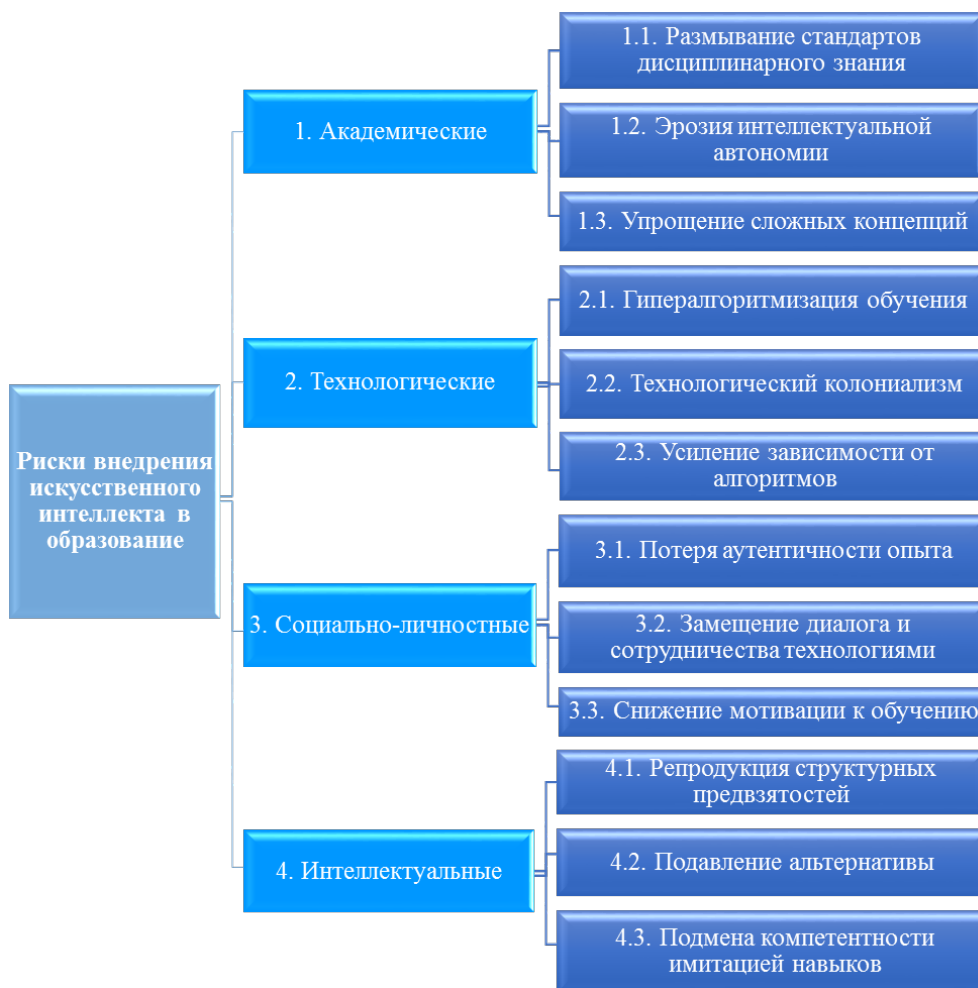 Риски внедрения
искусственного
интеллекта в
образование
1. Академические
1.1. Размывание стандартов
дисциплинарного знания
1.2. Эрозия интеллектуальной
автономии
1.3. Упрощение сложных концепций
2. Технологические
2.1. Гипералгоритмизация обучения
2.2. Технологический колониализм
2.3. Усиление зависимости от
алгоритмов
3. Социально-личностные
3.1. Потеря аутентичности опыта
3.2. Замещение диалога и
сотрудничества технологиями
3.3. Снижение мотивации к обучению
4. Интеллектуальные
4.1. Репродукция структурных
предвзятостей
4.2. Подавление альтернативы
4.3. Подмена компетентности
имитацией навыков